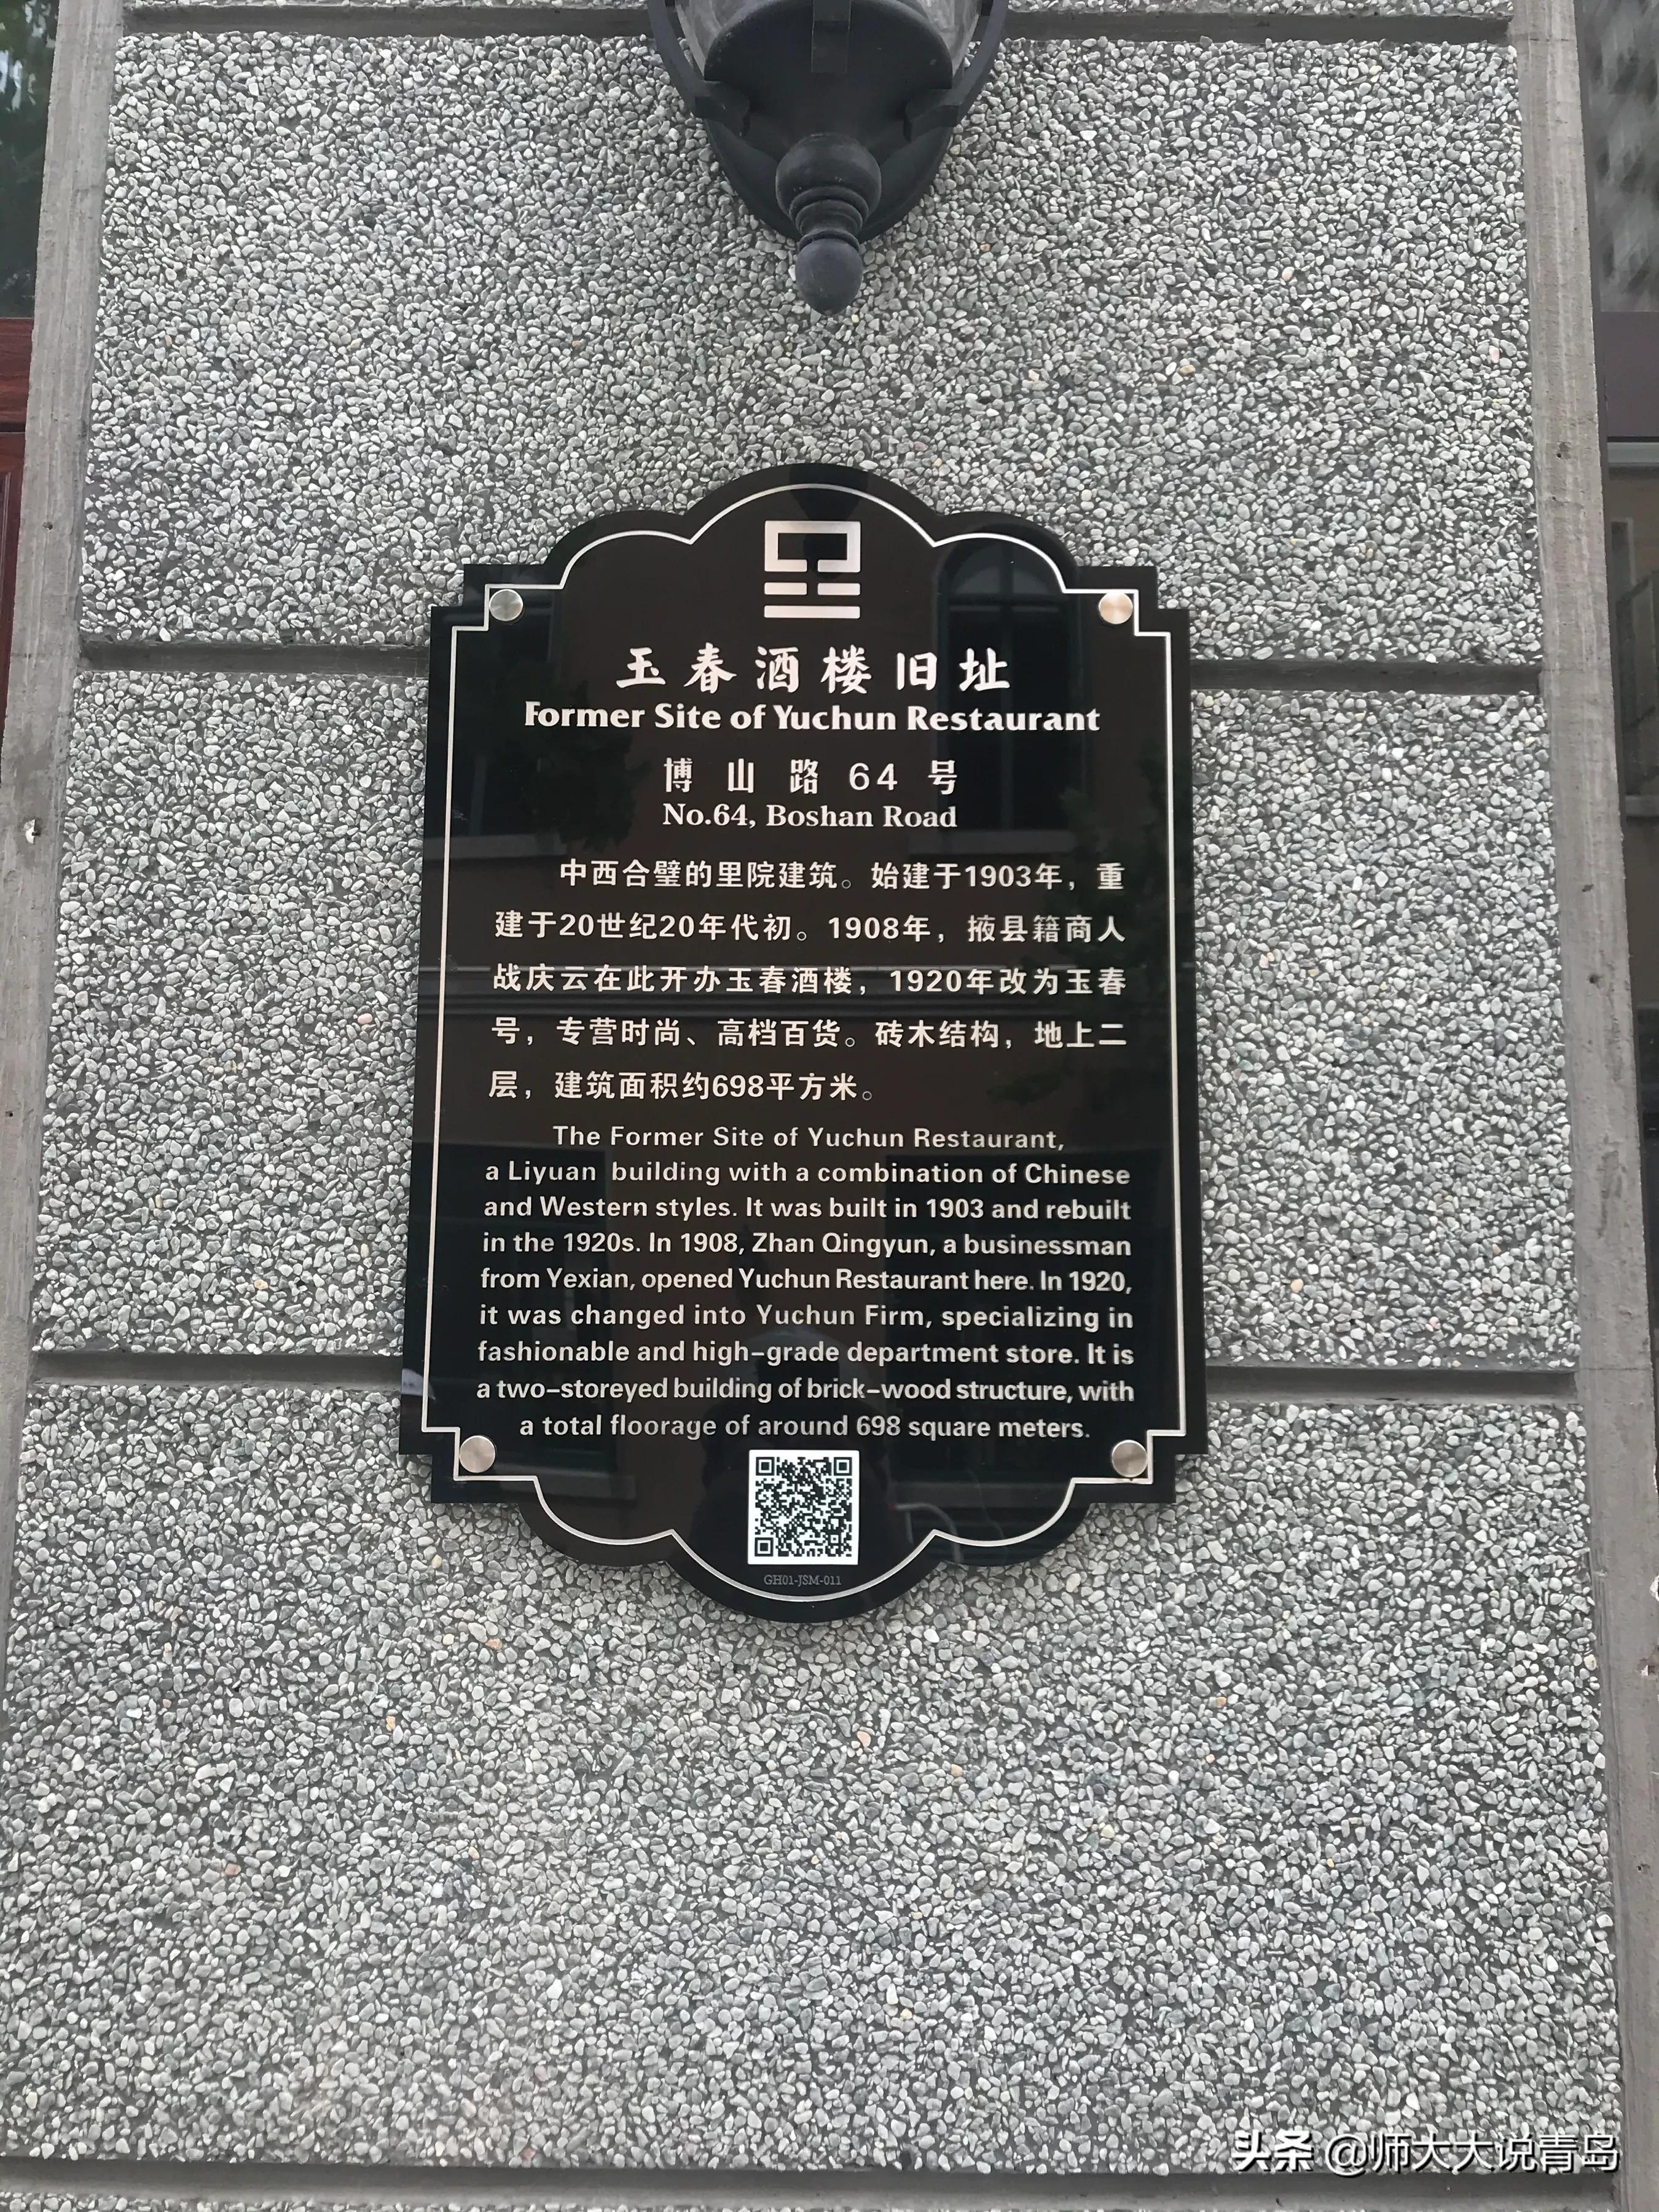 玉春酒楼旧址
Former Site of Yuchun Restaurant
博山路64号
No.64, Boshan Road
中西合璧的里院建筑。始建于1903年，重
建于20世纪20年代初。1908年，掖县籍商人
战庆云在此开办玉春酒楼，1920年改为玉春
号，专营时尚、高档百货。砖木结构，地上二
层，建筑面积约698平方米。
The Former Site of Yuchun Restaurant,
a Liyuan building with a combination of Chinese
and Western styles. It was built in 1903 and rebuilt
in the 1920s. In 1908, Zhan Qingyun, a businessman
from Yexian, opened Yuchun Restaurant here. In 1920,
it was changed into Yuchun Firm, specializing in
fashionable and high-grade department store. It is
a two-storeyed building of brick-wood structure, with
a total floorage of around 698 square meters.
GH01-JSM-011
头条 @师大大说青岛